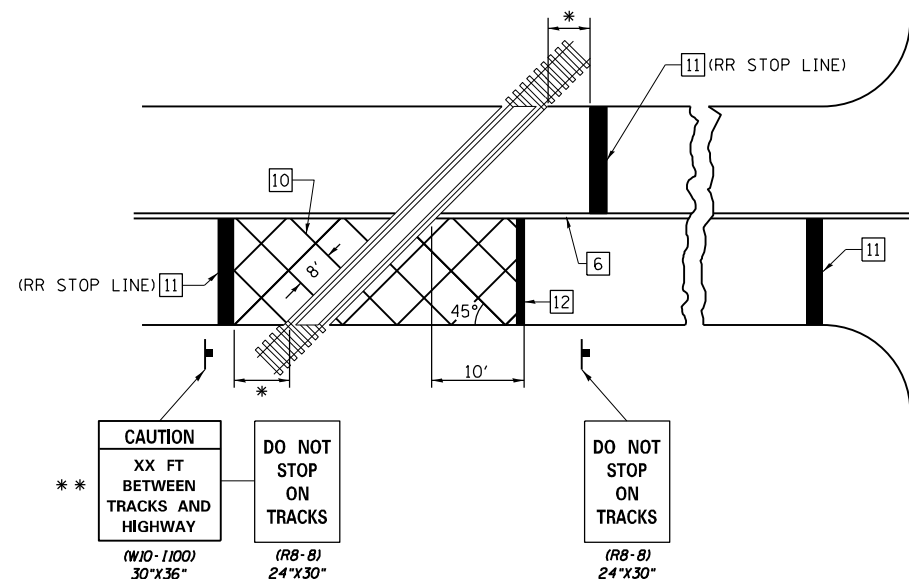 *
11 (RR STOP LINE)
10
8'
6
(RR STOP LINE) 11
11
12
45°
*
10'
CAUTION
XX FT
BETWEEN
TRACKS AND
HIGHWAY
* *
(W10-I100)
30"X36"
DO NOT
STOP
ON
TRACKS
(R8-8)
24"X30"
DO NOT
STOP
ON
TRACKS
(R8-8)
24"X30"